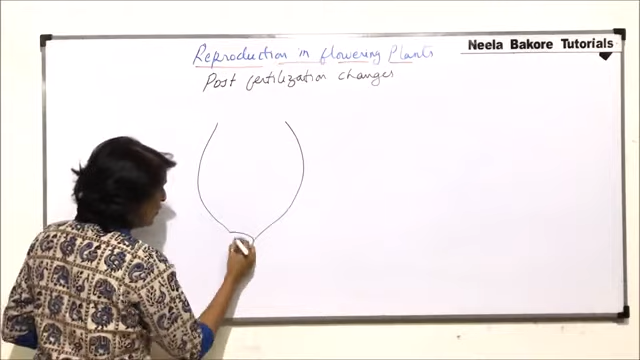 Reproduction in flowering Plants
Neela Bakore Tutorials
Post fertilization changes